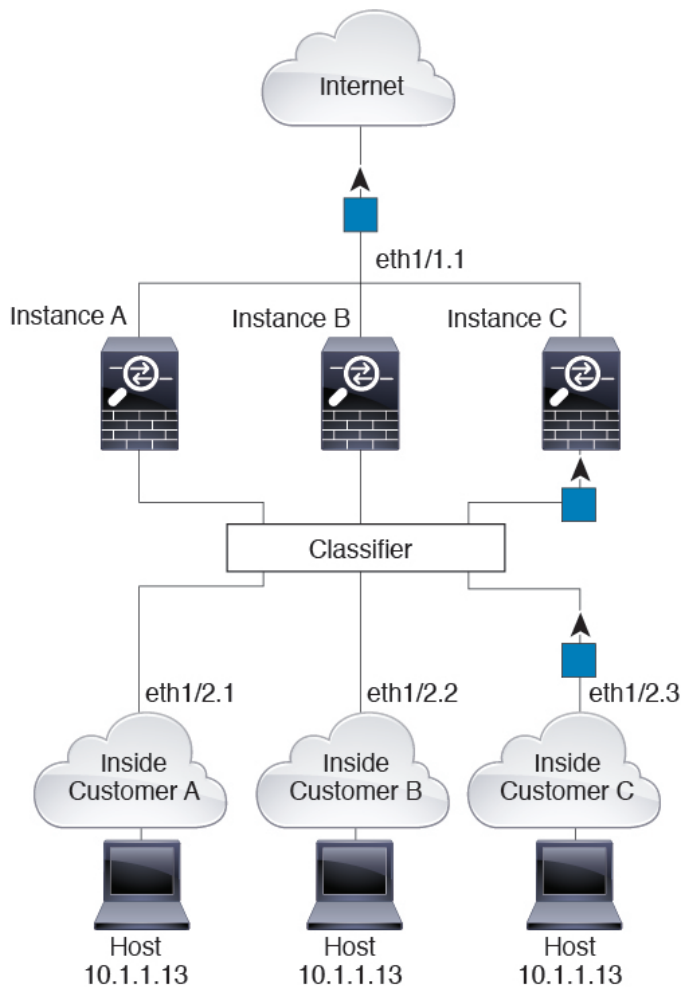 Internet
eth1/1.1
Instance A
Instance B
Instance C
Classifier
eth1/2.1
eth1/2.2
eth1/2.3
Inside
Customer A
Inside
Customer B
Inside
Customer C
Host
10.1.1.13
Host
10.1.1.13
Host
10.1.1.13